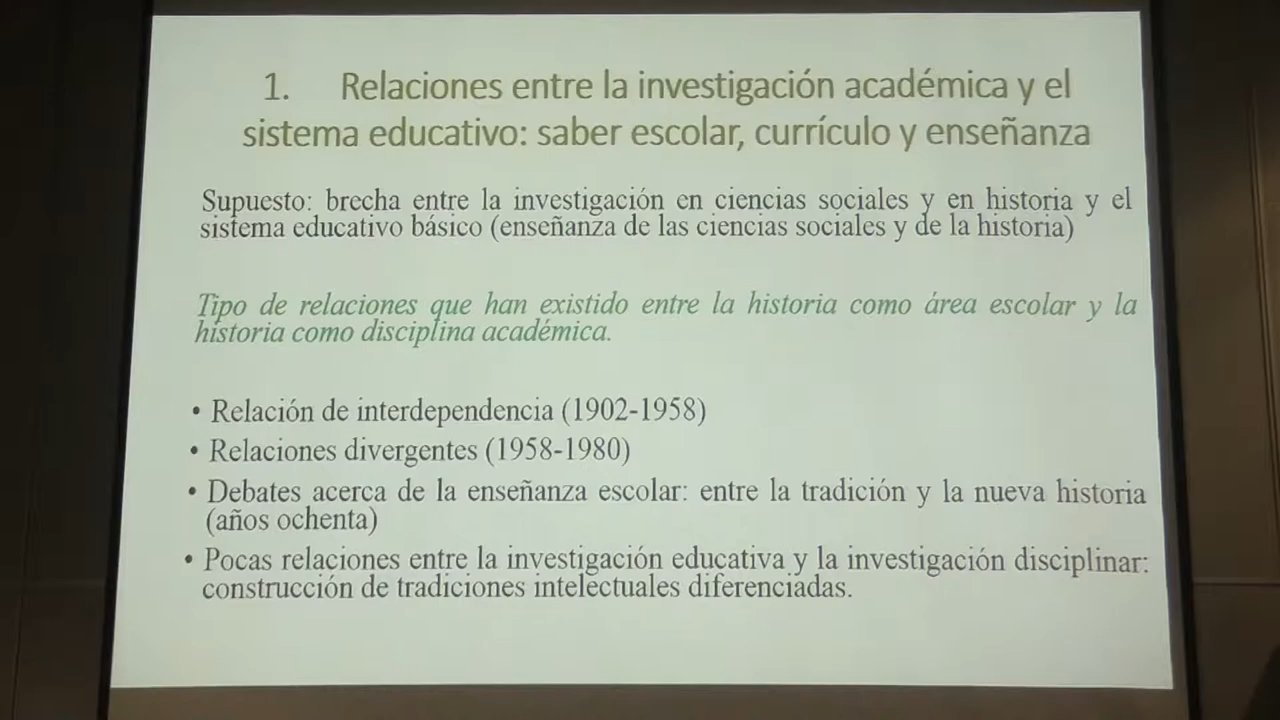 1. Relaciones entre la investigación académica y el
sistema educativo: saber escolar, currículo y enseñanza
Supuesto: brecha entre la investigación en ciencias sociales y en historia y el
sistema educativo básico (enseñanza de las ciencias sociales y de la historia)
Tipo de relaciones que han existido entre la historia como área escolar y la
historia como disciplina académica.
• Relación de interdependencia (1902-1958)
• Relaciones divergentes (1958-1980)
• Debates acerca de la enseñanza escolar: entre la tradición y la nueva historia
(años ochenta)
• Pocas relaciones entre la investigación educativa y la investigación disciplinar:
construcción de tradiciones intelectuales diferenciadas.